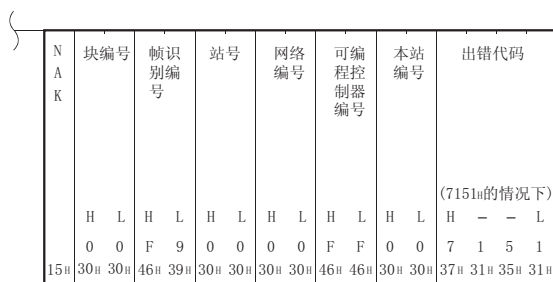 N 块编号 帧识 站号 网络 可编 本站 出错代码
A 别编 编号 程控 编号
K 号 制器
编号
(7151H的情况下)
H L H L H L H L H L H L H － － L
0 0 F 9 0 0 0 0 F F 0 0 7 1 5 1
15H 30H 30H 46H 39H 30H 30H 30H 30H 46H 46H 30H 30H 37H 31H 35H 31H